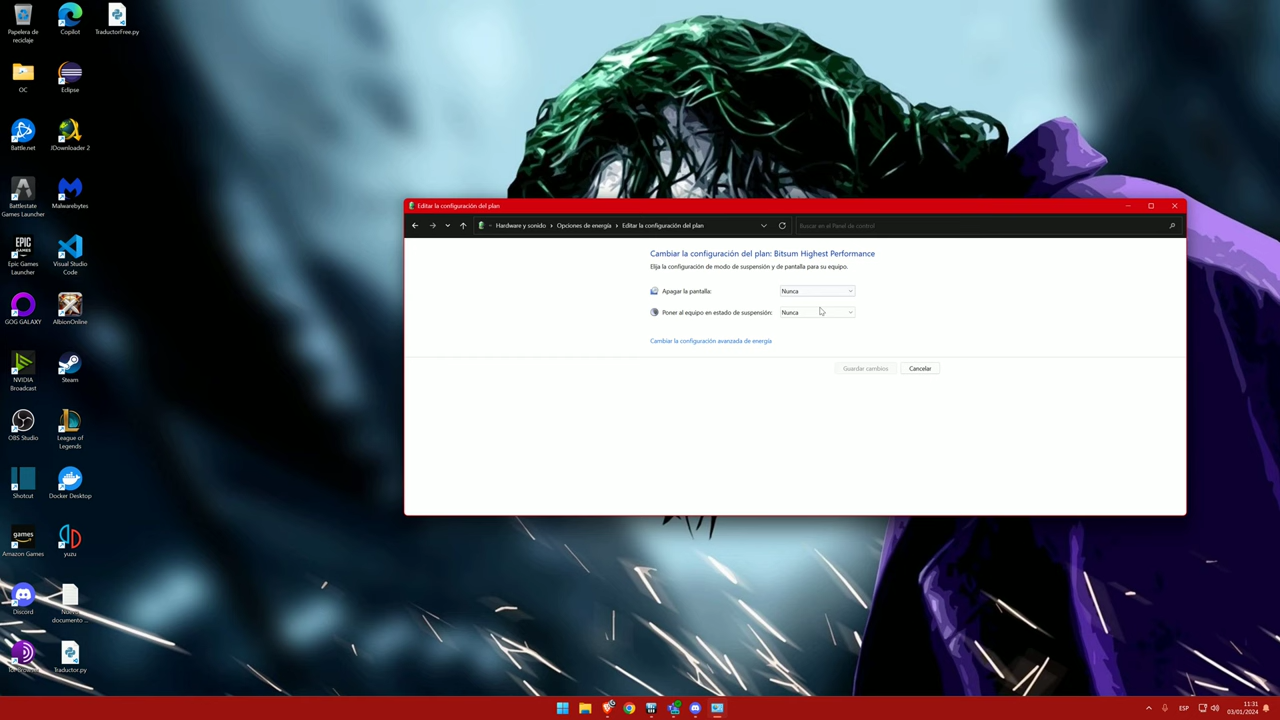 Papelera de
reciclaje
Copilot
TraductorFree.py
OC
Eclipse
Battle.net
JDownloader 2
Battlestate
Games Launcher
Malwarebytes
Epic Games
Launcher
Visual Studio
Code
GOG GALAXY
AlbionOnline
NVIDIA
Broadcast
Steam
OBS Studio
League of
Legends
Shotcut
Docker Desktop
games
Amazon Games
yuzu
Discord
documento ...
Traductor.py
Editar la configuración del plan
Hardware y sonido
Opciones de energía
Editar la configuración del plan
Buscar en el Panel de control
Cambiar la configuración del plan: Bitsum Highest Performance
Elija la configuración de modo de suspensión y de pantalla para su equipo.
Apagar la pantalla:
Nunca
Poner al equipo en estado de suspensión:
Nunca
Cambiar la configuración avanzada de energía
Guardar cambios
Cancelar
ESP
11:31
03/01/2024